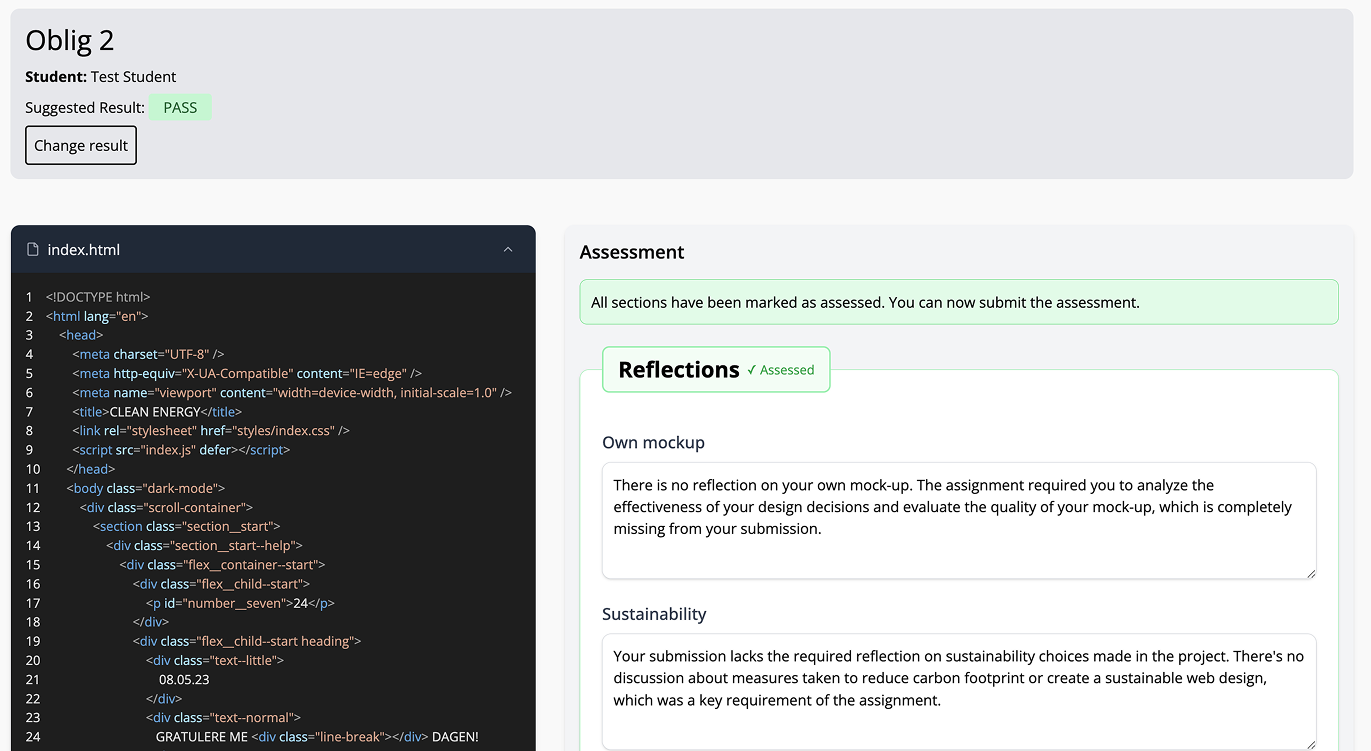 Oblig 2
Student: Test Student
Suggested Result: PASS
Change result
index.html
1 <!DOCTYPE html>
2 <html lang="en">
3 <head>
4 <meta charset="UTF-8" />
5 <meta http-equiv="X-UA-Compatible" content="IE=edge" />
6 <meta name="viewport" content="width=device-width, initial-scale=1.0" />
7 <title>CLEAN ENERGY</title>
8 <link rel="stylesheet" href="styles/index.css" />
9 <script src="index.js" defer></script>
10 </head>
11 <body class="dark-mode">
12 <div class="scroll-container">
13 <section class="section__start">
14 <div class="section__start--help">
15 <div class="flex__container--start">
16 <div class="flex__child--start">
17 <p id="number__seven">24</p>
18 </div>
19 <div class="flex__child--start heading">
20 <div class="text--little">
21 08.05.23
22 </div>
23 <div class="text--normal">
24 GRATULERE ME <div class="line-break"></div> DAGEN!
Assessment
All sections have been marked as assessed. You can now submit the assessment.
Reflections ✓ Assessed
Own mockup
There is no reflection on your own mock-up. The assignment required you to analyze the
effectiveness of your design decisions and evaluate the quality of your mock-up, which is completely
missing from your submission.
Sustainability
Your submission lacks the required reflection on sustainability choices made in the project. There's no
discussion about measures taken to reduce carbon footprint or create a sustainable web design,
which was a key requirement of the assignment.